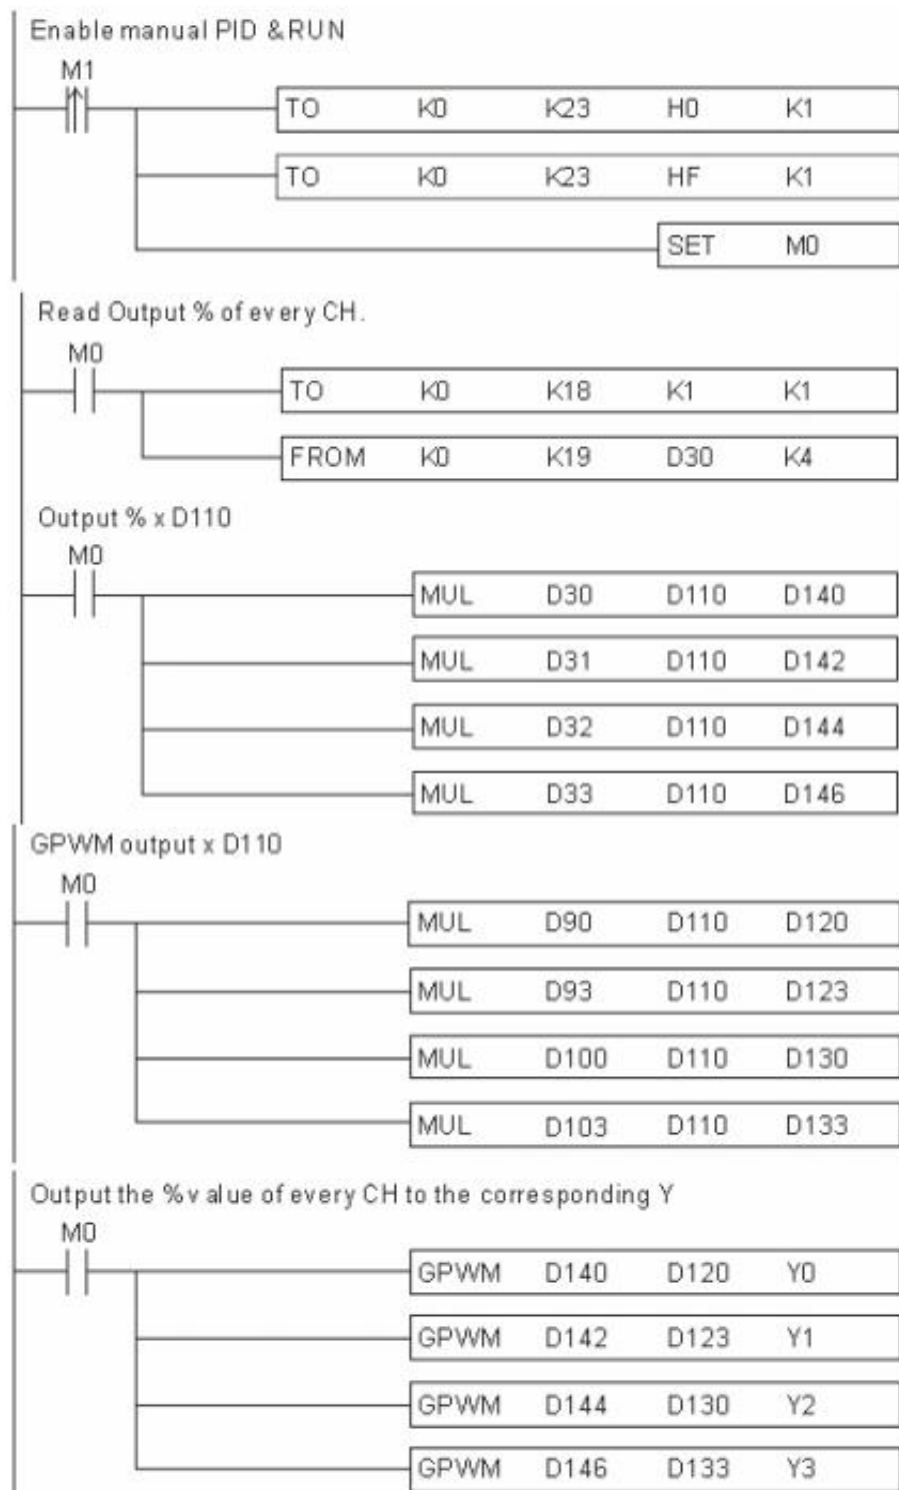 Enable manual PID & RUN
M1
TO K0 K23 H0 K1
TO K0 K23 HF K1
SET M0
Read Output % of every CH.
M0
TO K0 K18 K1 K1
FROM K0 K19 D30 K4
Output % x D110
M0
MUL D30 D110 D140
MUL D31 D110 D142
MUL D32 D110 D144
MUL D33 D110 D146
GPWM output x D110
M0
MUL D90 D110 D120
MUL D93 D110 D123
MUL D100 D110 D130
MUL D103 D110 D133
Output the % value of every CH to the corresponding Y
M0
GPWM D140 D120 Y0
GPWM D142 D123 Y1
GPWM D144 D130 Y2
GPWM D146 D133 Y3